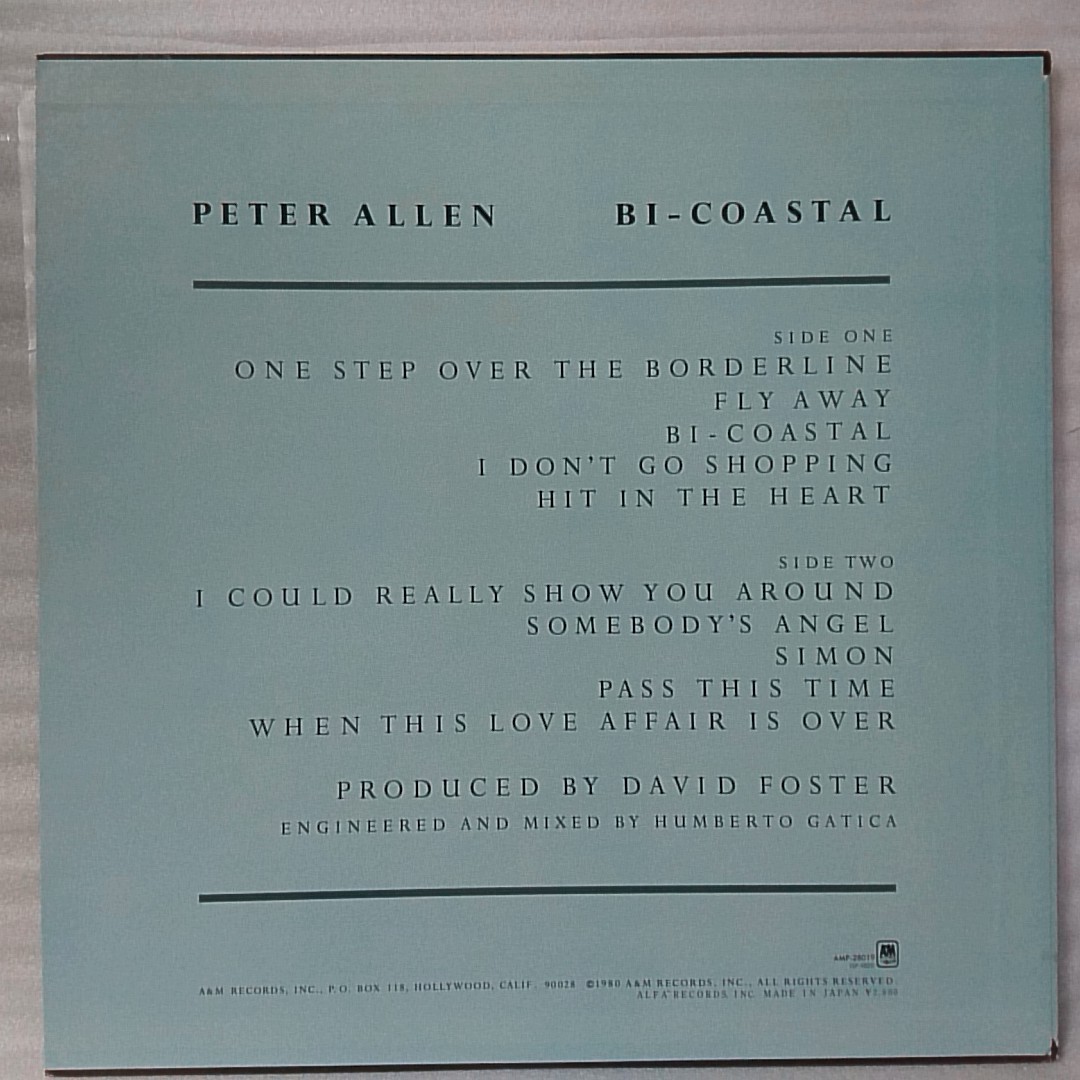 PETER ALLEN BI-COASTAL
SIDE ONE
ONE STEP OVER THE BORDERLINE
FLY AWAY
BI-COASTAL
I DON'T GO SHOPPING
HIT IN THE HEART
SIDE TWO
I COULD REALLY SHOW YOU AROUND
SOMEBODY'S ANGEL
SIMON
PASS THIS TIME
WHEN THIS LOVE AFFAIR IS OVER
PRODUCED BY DAVID FOSTER
ENGINEERED AND MIXED BY HUMBERTO GATICA
AMP-28019 A&M
A&M RECORDS, INC., P.O. BOX 118, HOLLYWOOD, CALIF. 90028 ©1980 A&M RECORDS, INC., ALL RIGHTS RESERVED.
ALFA RECORDS, INC. MADE IN JAPAN